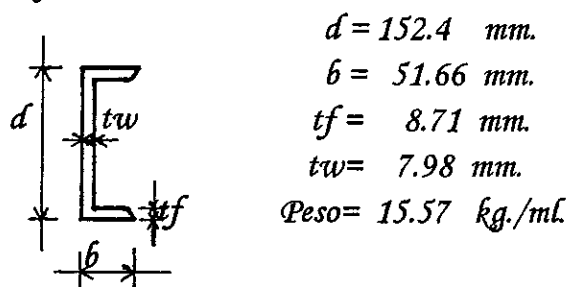 d = 152.4 mm.
b = 51.66 mm.
tf = 8.71 mm.
tw= 7.98 mm.
Peso= 15.57 kg./ml.
d
tw
tf
b